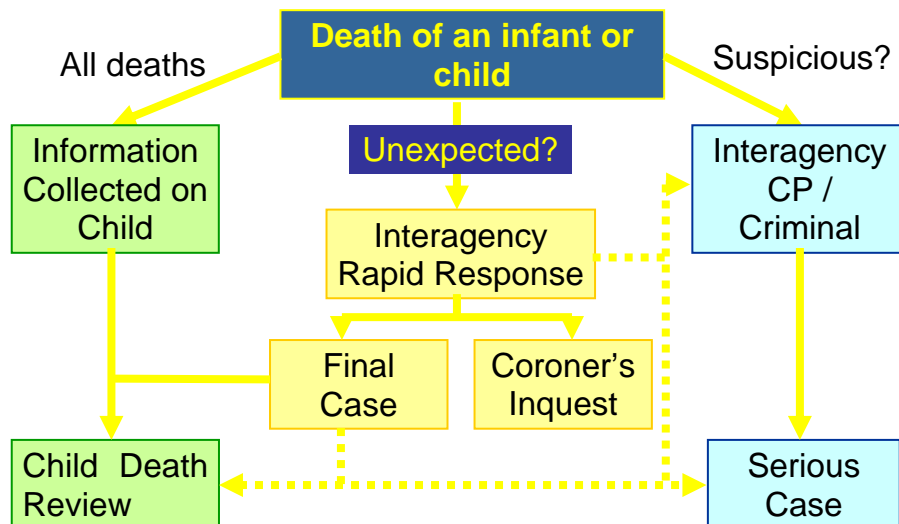 Death of an infant or
child
All deaths
Suspicious?
Unexpected?
Information
Collected on
Child
Interagency
CP /
Criminal
Interagency
Rapid Response
Final
Case
Coroner's
Inquest
Child Death
Review
Serious
Case